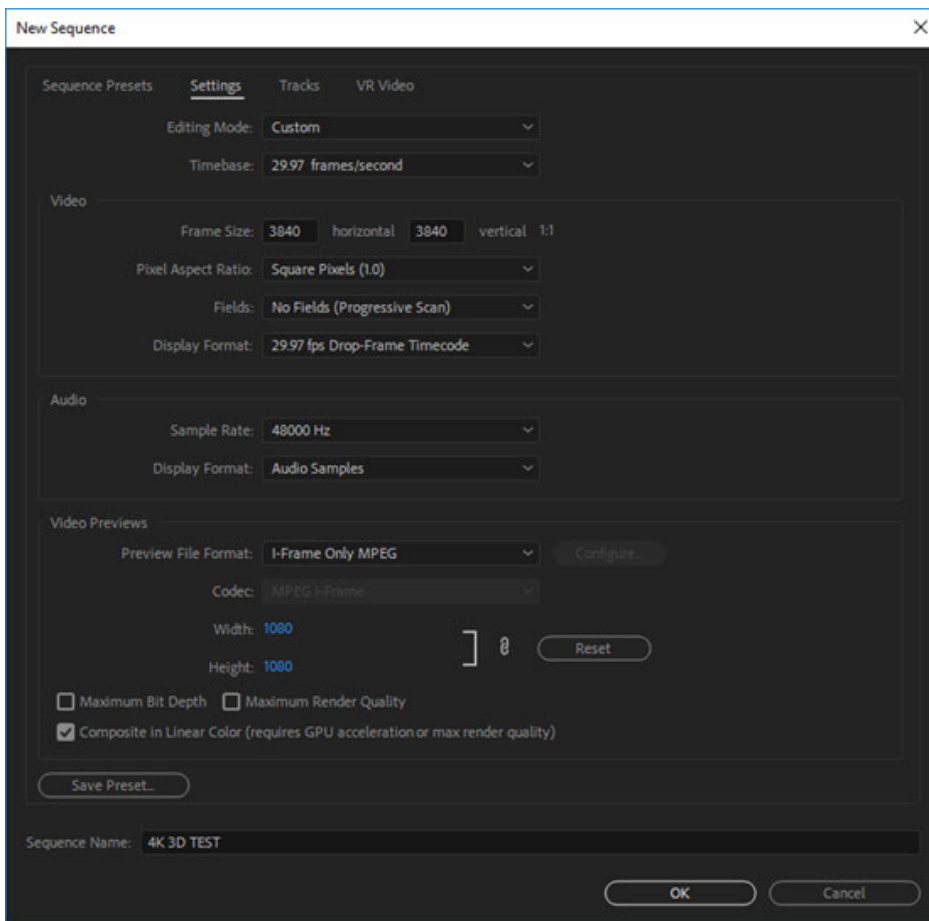 New Sequence
Sequence Presets Settings Tracks VR Video
Editing Mode: Custom
Timebase: 29.97 frames/second
Video
Frame Size: 3840 horizontal 3840 vertical 1:1
Pixel Aspect Ratio: Square Pixels (1.0)
Fields: No Fields (Progressive Scan)
Display Format: 29.97 fps Drop-Frame Timecode
Audio
Sample Rate: 48000 Hz
Display Format: Audio Samples
Video Previews
Preview File Format: I-Frame Only MPEG Configure...
Codec: MPEG I-Frame
Width: 1080
Height: 1080
Reset
Maximum Bit Depth Maximum Render Quality
Composite in Linear Color (requires GPU acceleration or max render quality)
Save Preset...
Sequence Name: 4K 3D TEST
OK Cancel